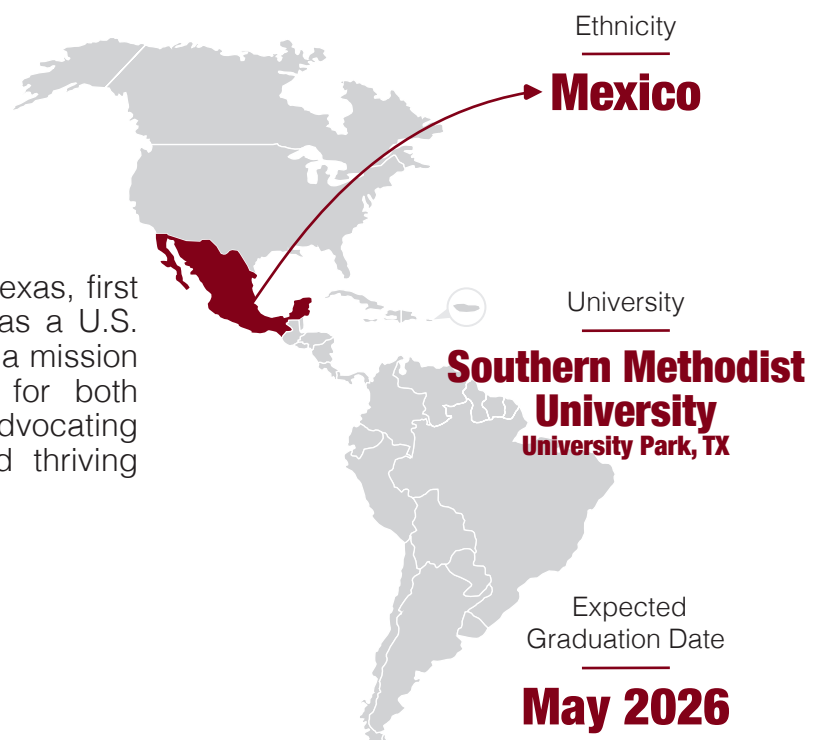 Ethnicity
Mexico
exas, first
as a U.S.
a mission
for both
dvocating
d thriving
University
Southern Methodist
University
University Park, TX
Expected
Graduation Date
May 2026